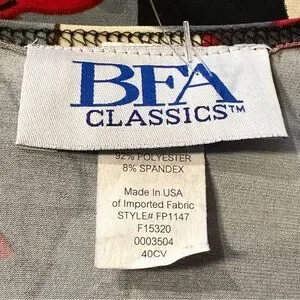 BFA
CLASSICS™
92% POLYESTER
8% SPANDEX
Made In USA
of Imported Fabric
STYLE# FP1147
F15320
0003504
40CV